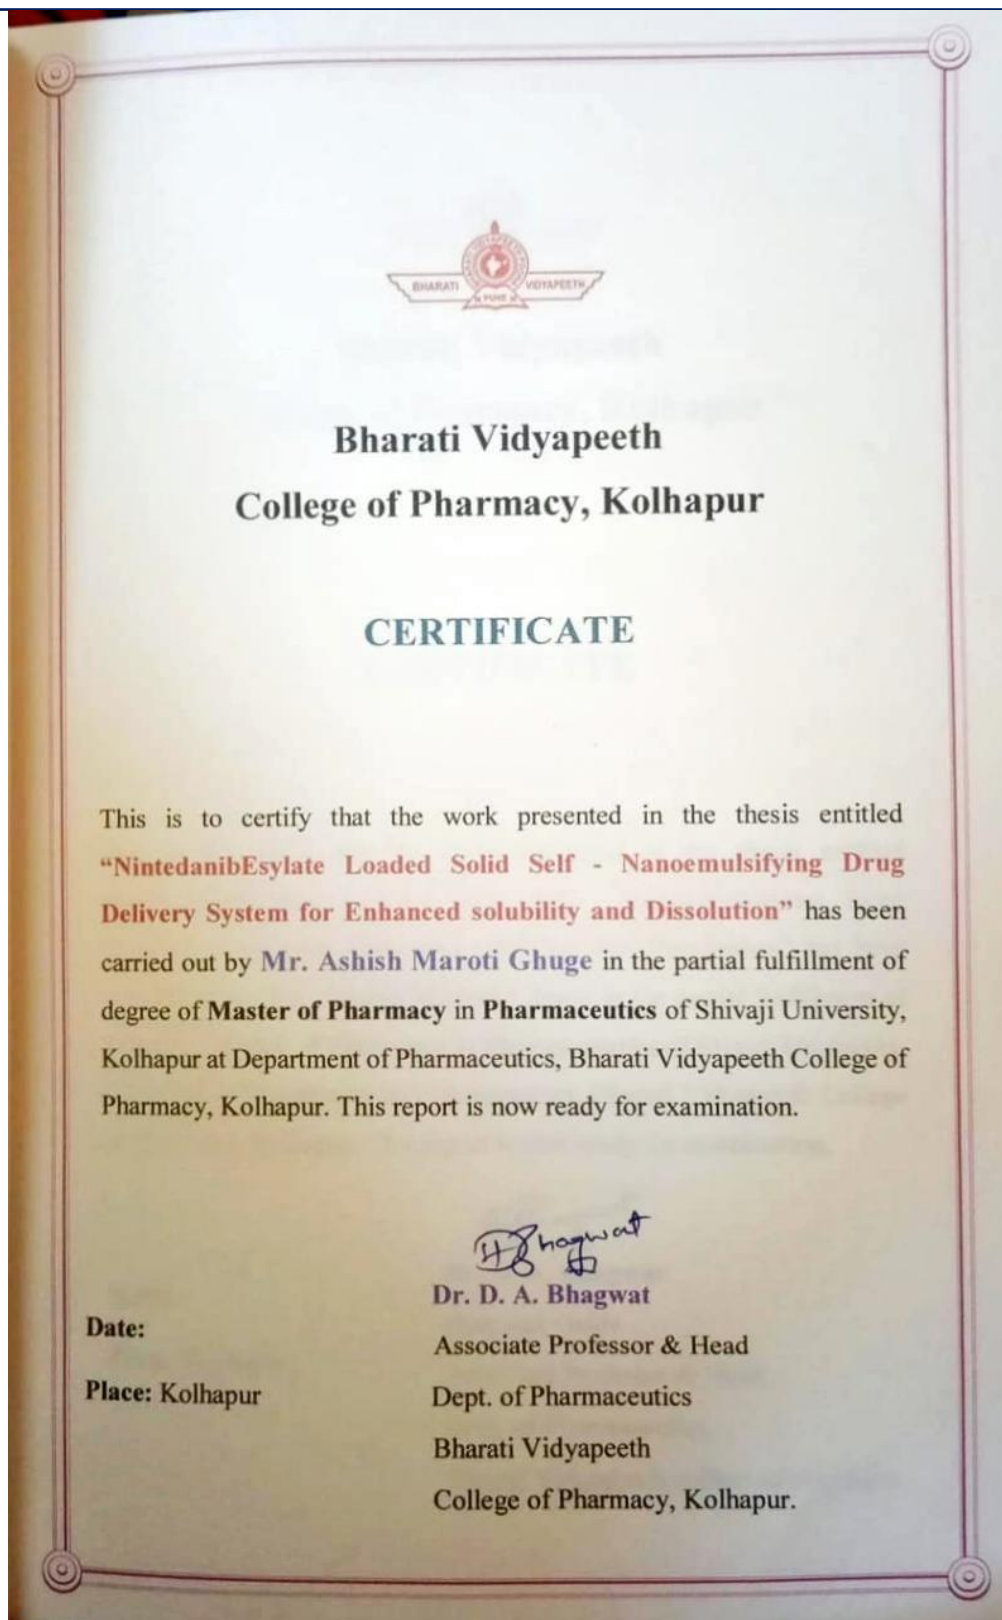 BHARATI VIDYAPEETH
PUNE
Bharati Vidyapeeth
College of Pharmacy, Kolhapur
CERTIFICATE
This is to certify that the work presented in the thesis entitled
“NintedanibEsylate Loaded Solid Self - Nanoemulsifying Drug
Delivery System for Enhanced solubility and Dissolution” has been
carried out by Mr. Ashish Maroti Ghuge in the partial fulfillment of
degree of Master of Pharmacy in Pharmaceutics of Shivaji University,
Kolhapur at Department of Pharmaceutics, Bharati Vidyapeeth College of
Pharmacy, Kolhapur. This report is now ready for examination.
Bhagwat
Dr. D. A. Bhagwat
Date:
Associate Professor & Head
Place: Kolhapur
Dept. of Pharmaceutics
Bharati Vidyapeeth
College of Pharmacy, Kolhapur.